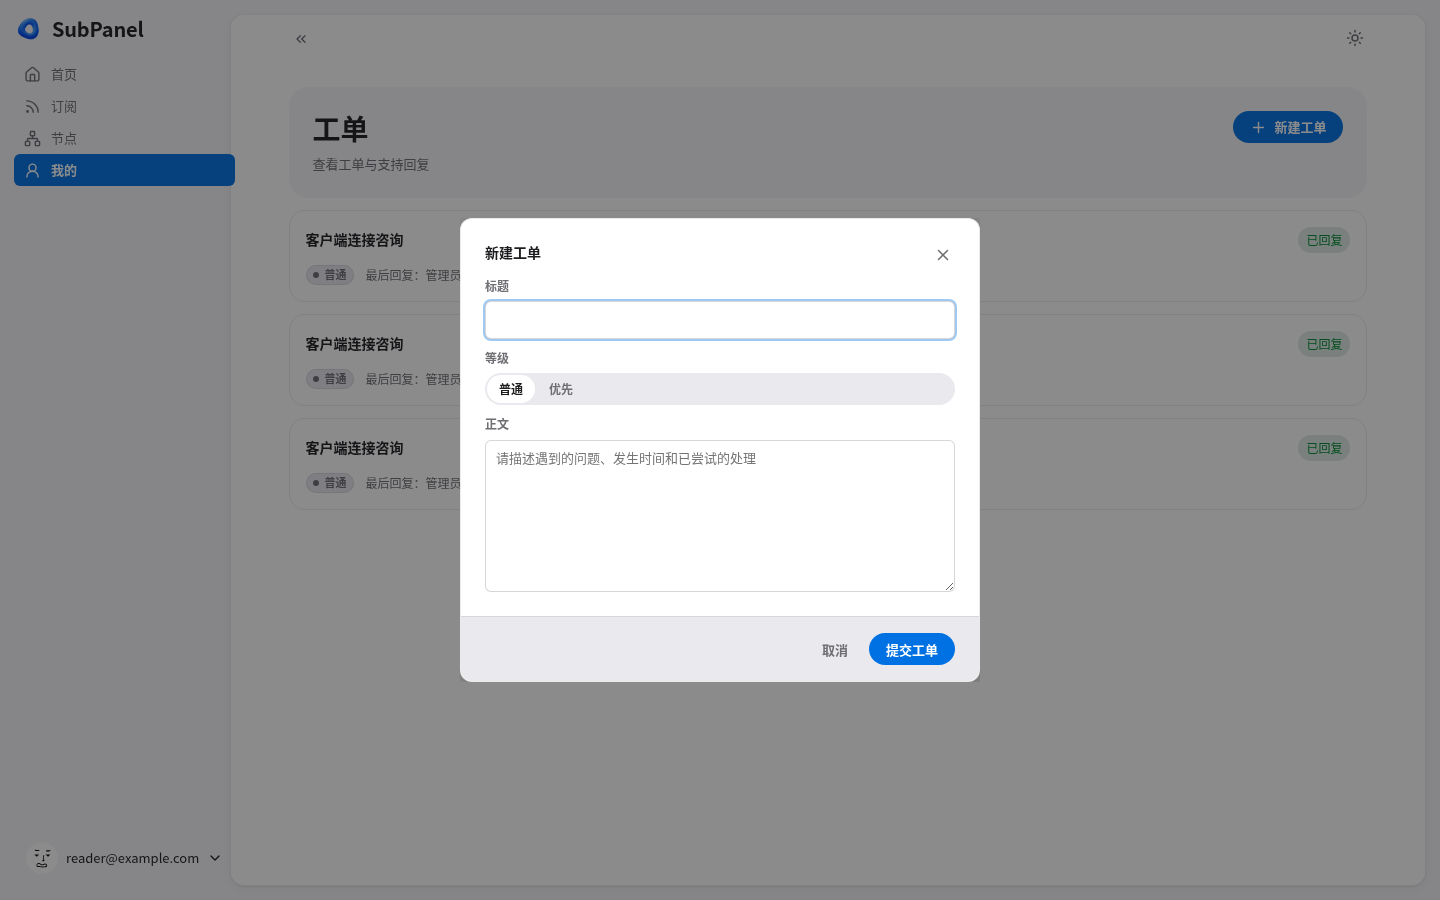 SubPanel
首页
订阅
节点
我的
reader@example.com
工单
查看工单与支持回复
新建工单
客户端连接咨询
已回复
普通
最后回复：管理员
客户端连接咨询
已回复
普通
最后回复：管理员
客户端连接咨询
已回复
普通
最后回复：管理员
新建工单
标题
等级
普通 优先
正文
请描述遇到的问题、发生时间和已尝试的处理
取消 提交工单